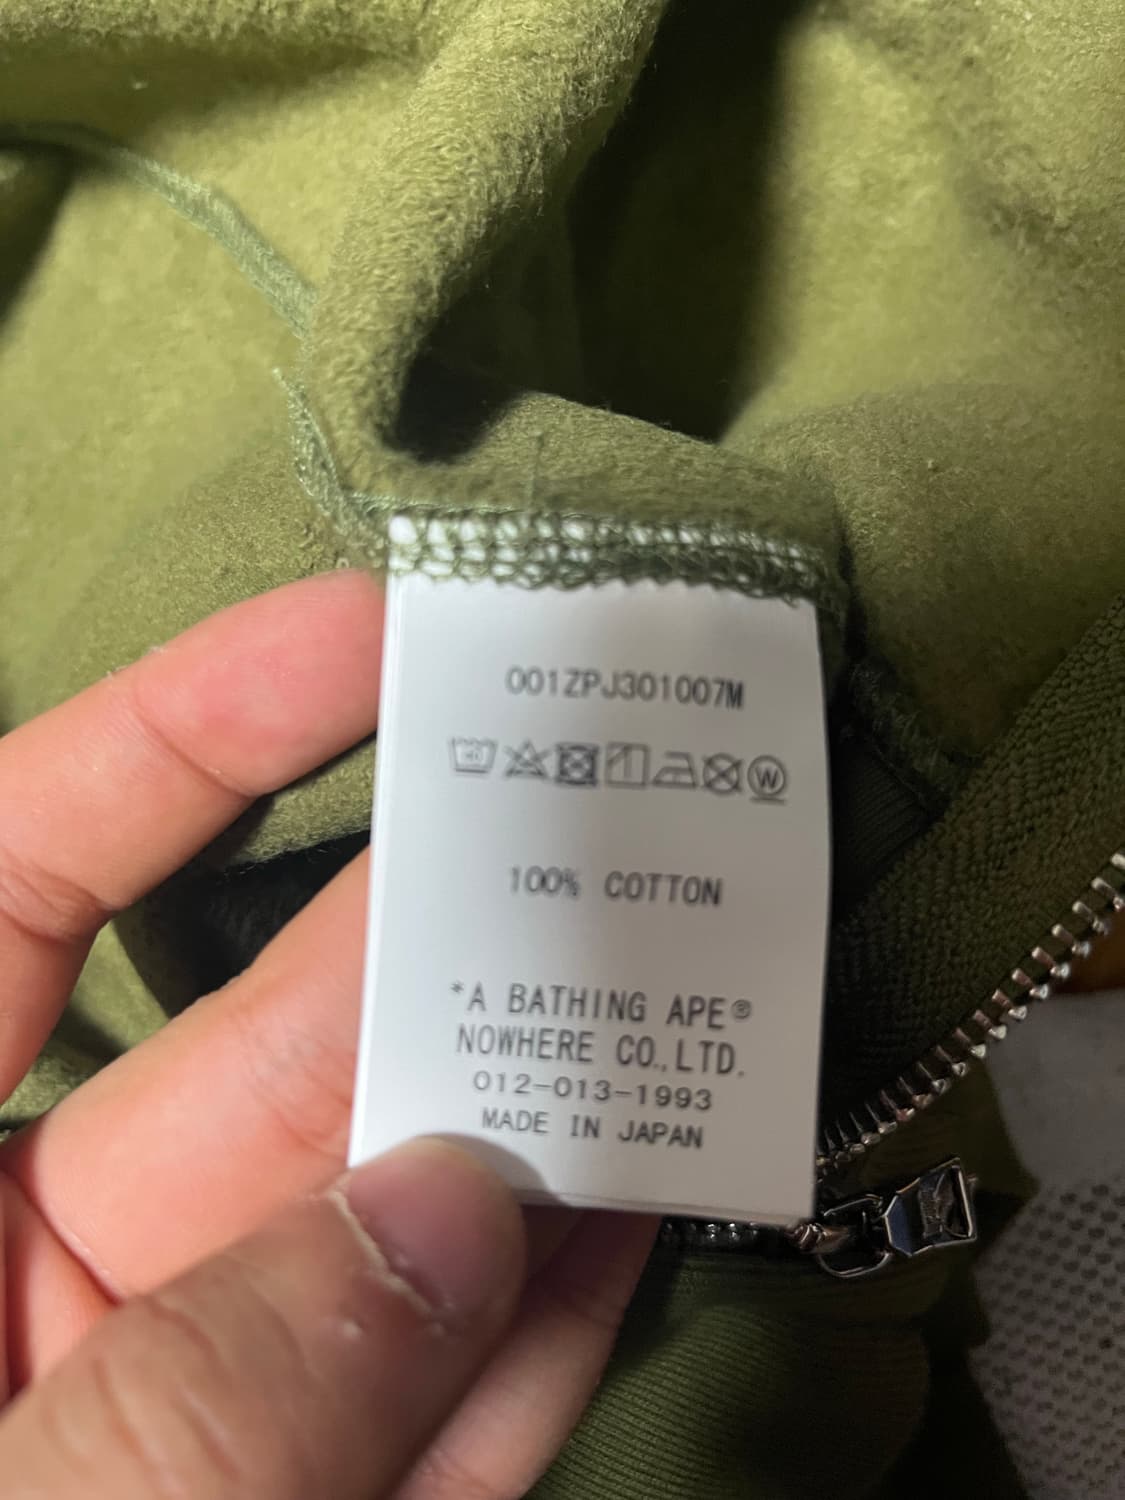 001ZPJ301007M
W
100% COTTON
*A BATHING APE®
NOWHERE CO.,LTD.
012-013-1993
MADE IN JAPAN